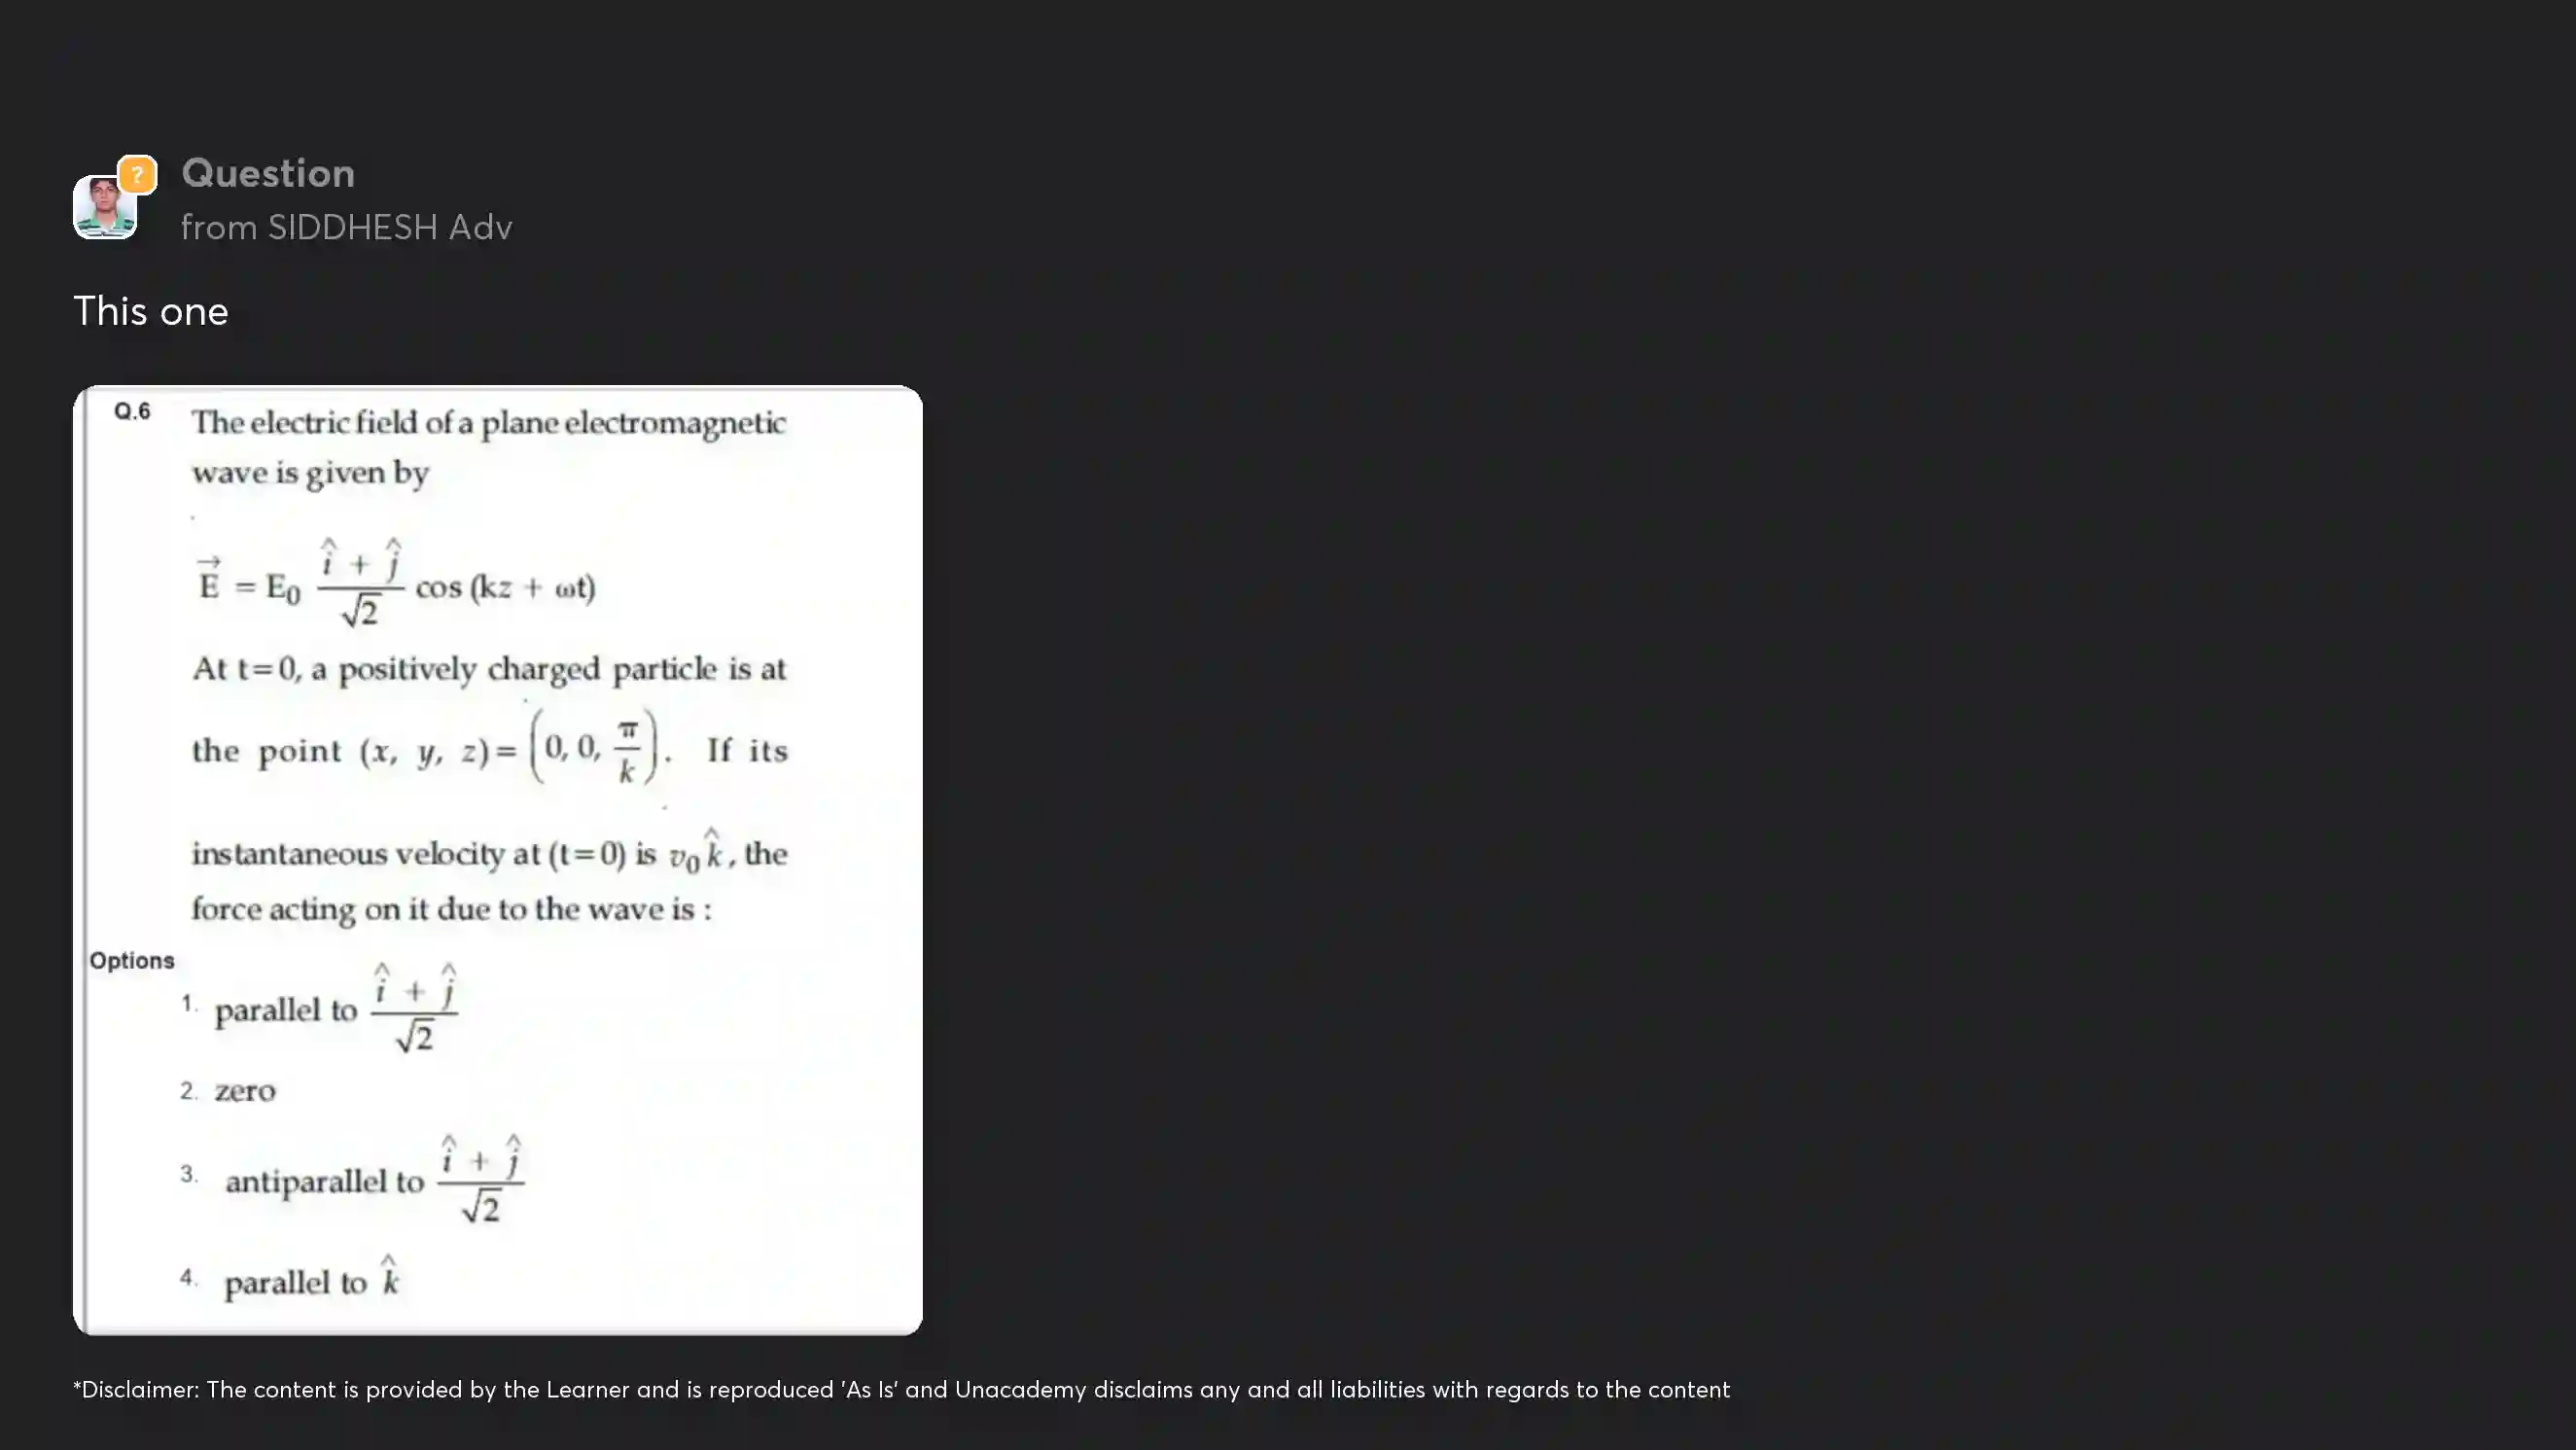 ?
Question
from SIDDHESH Adv
This one
Q.6 The electric field of a plane electromagnetic
wave is given by
\vec{E} = E_0 \frac{\hat{i} + \hat{j}}{\sqrt{2}} cos (kz + ωt)
At t=0, a positively charged particle is at
the point (x, y, z)= (0, 0, \frac{π}{k}). If its
instantaneous velocity at (t=0) is v_0 \hat{k}, the
force acting on it due to the wave is :
Options
1. parallel to \frac{\hat{i} + \hat{j}}{\sqrt{2}}
2. zero
3. antiparallel to \frac{\hat{i} + \hat{j}}{\sqrt{2}}
4. parallel to \hat{k}
*Disclaimer: The content is provided by the Learner and is reproduced 'As Is' and Unacademy disclaims any and all liabilities with regards to the content